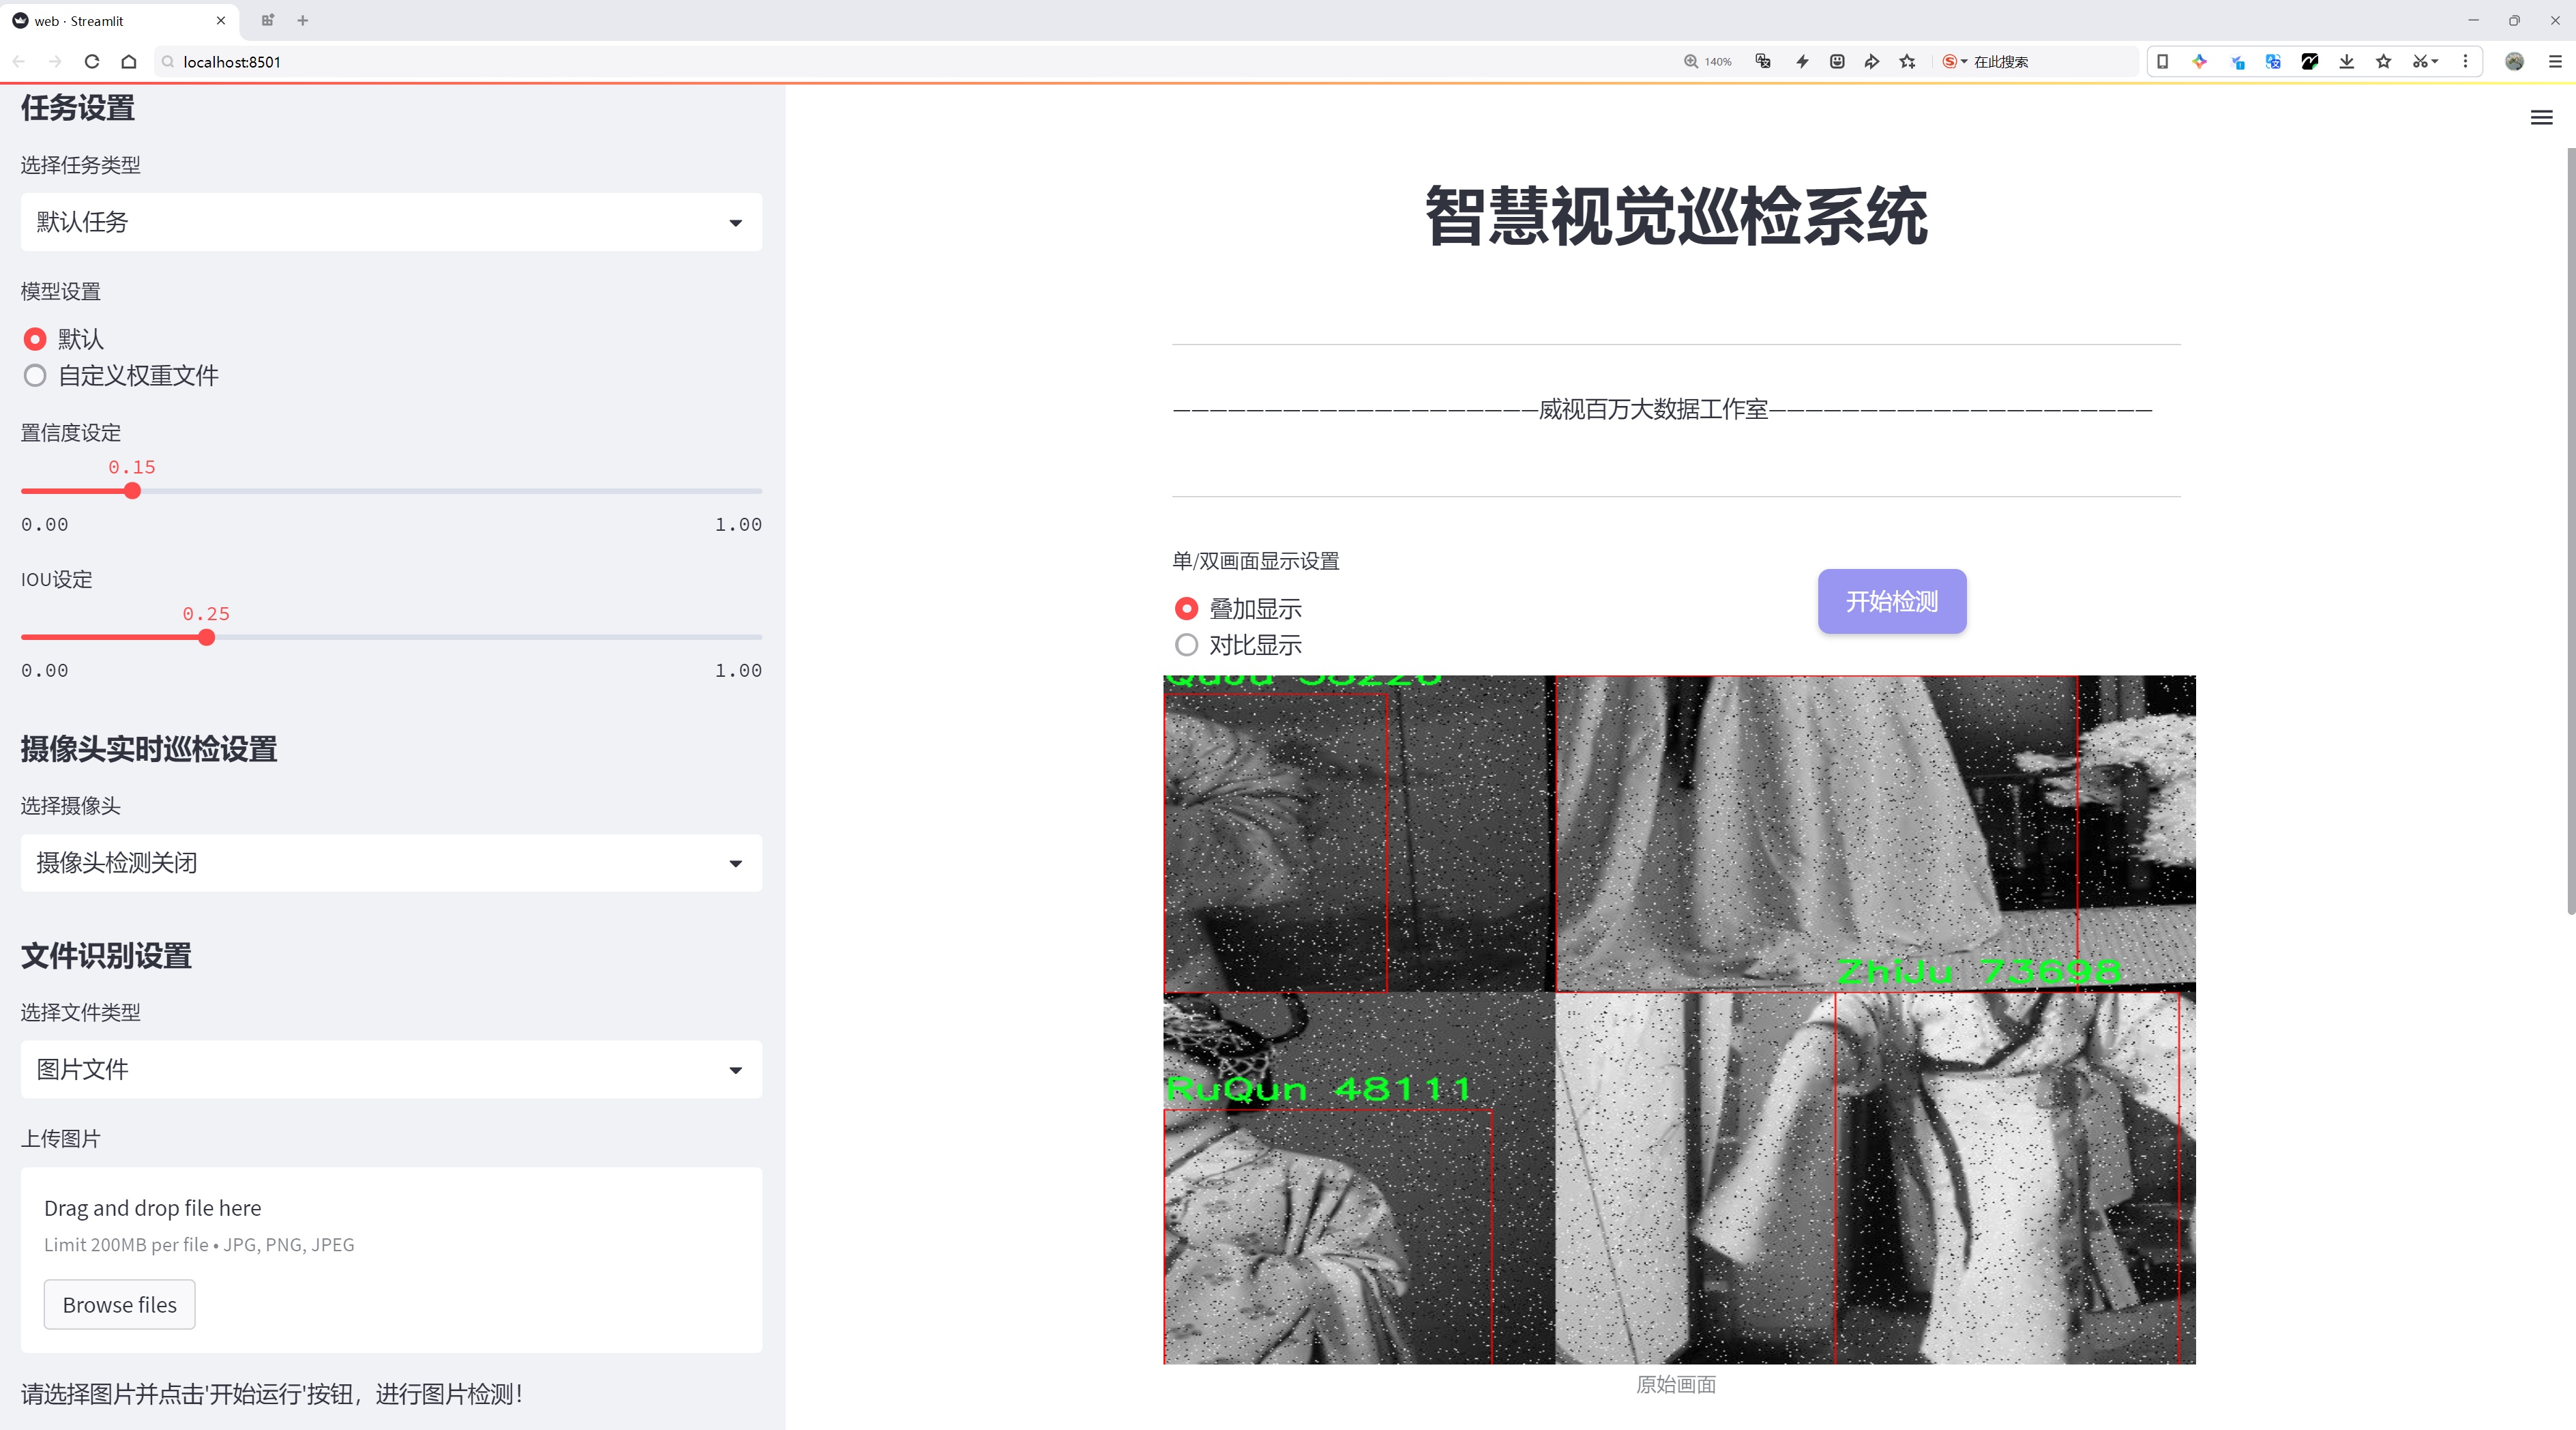 web · Streamlit
localhost:8501
140%
在此搜索
任务设置
选择任务类型
默认任务
模型设置
默认
自定义权重文件
置信度设定
0.15
0.00 1.00
IOU设定
0.25
0.00 1.00
摄像头实时巡检设置
选择摄像头
摄像头检测关闭
文件识别设置
选择文件类型
图片文件
上传图片
Drag and drop file here
Limit 200MB per file • JPG, PNG, JPEG
Browse files
请选择图片并点击'开始运行'按钮，进行图片检测！
智慧视觉巡检系统
————————————————————威视百万大数据工作室—————————————————————
单/双画面显示设置
叠加显示
对比显示
开始检测
ZhiJu 73698
RuQun 48111
原始画面